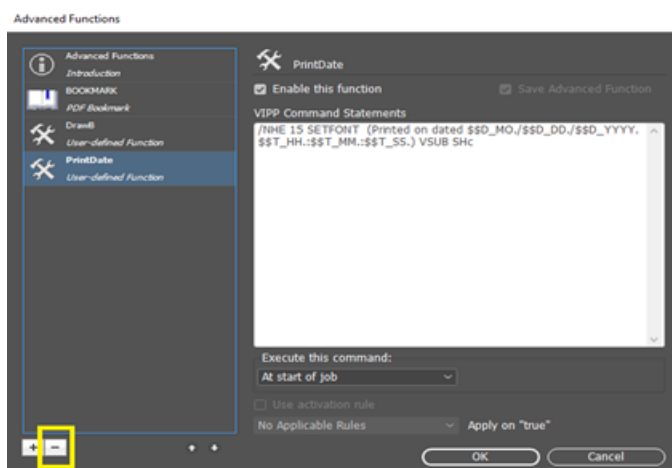 Advanced Functions
Advanced Functions
Introduction
BOOKMARK
PDF Bookmark
DrawB
User-defined Function
PrintDate
User-defined Function
PrintDate
Enable this function
Save Advanced Function
VIPP Command Statements
/NHE 15 SETFONT (Printed on dated $$D_MO./$$D_DD./$$D_YYYY.
$$T_HH.:$$T_MM.:$$T_SS.) VSUB SHc
Execute this command:
At start of job
Use activation rule
No Applicable Rules
Apply on "true"
+ -
OK
Cancel